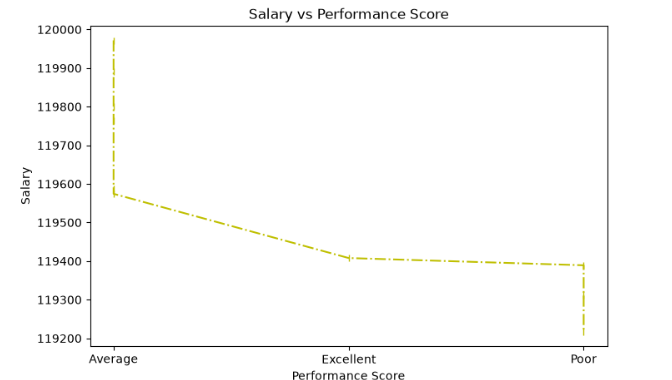 Salary vs Performance Score
120000
119900
119800
119700
119600
119500
119400
119300
119200
Salary
Average Excellent Poor
Performance Score